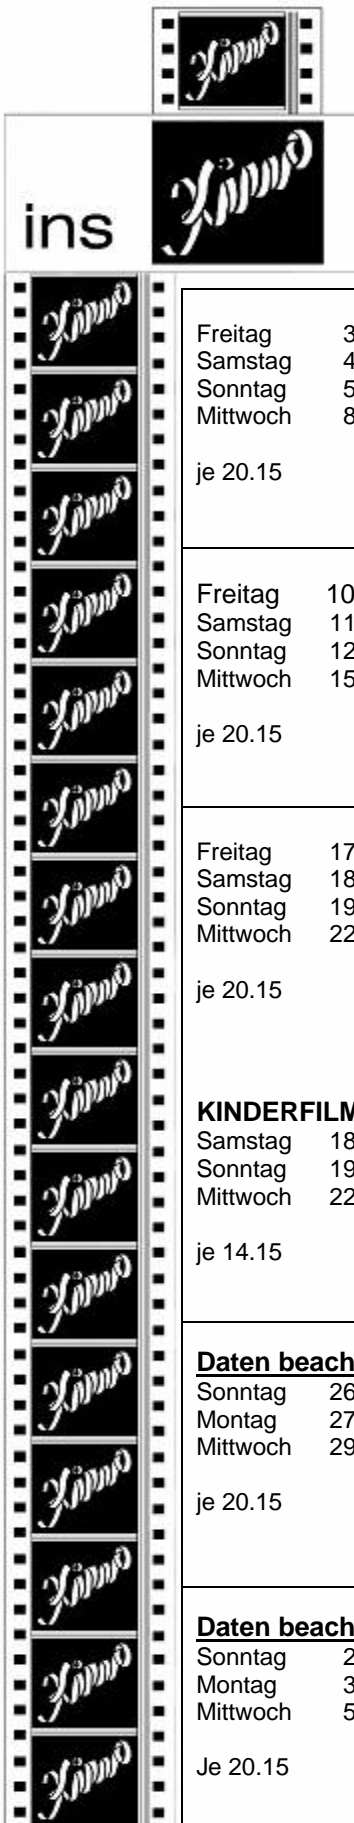 Kinno
ins Kinno
Freitag 3
Samstag 4
Sonntag 5
Mittwoch 8
je 20.15
Freitag 10
Samstag 11
Sonntag 12
Mittwoch 15
je 20.15
Freitag 17
Samstag 18
Sonntag 19
Mittwoch 22
je 20.15
KINDERFILM
Samstag 18
Sonntag 19
Mittwoch 22
je 14.15
Daten beach
Sonntag 26
Montag 27
Mittwoch 29
je 20.15
Daten beach
Sonntag 2
Montag 3
Mittwoch 5
Je 20.15